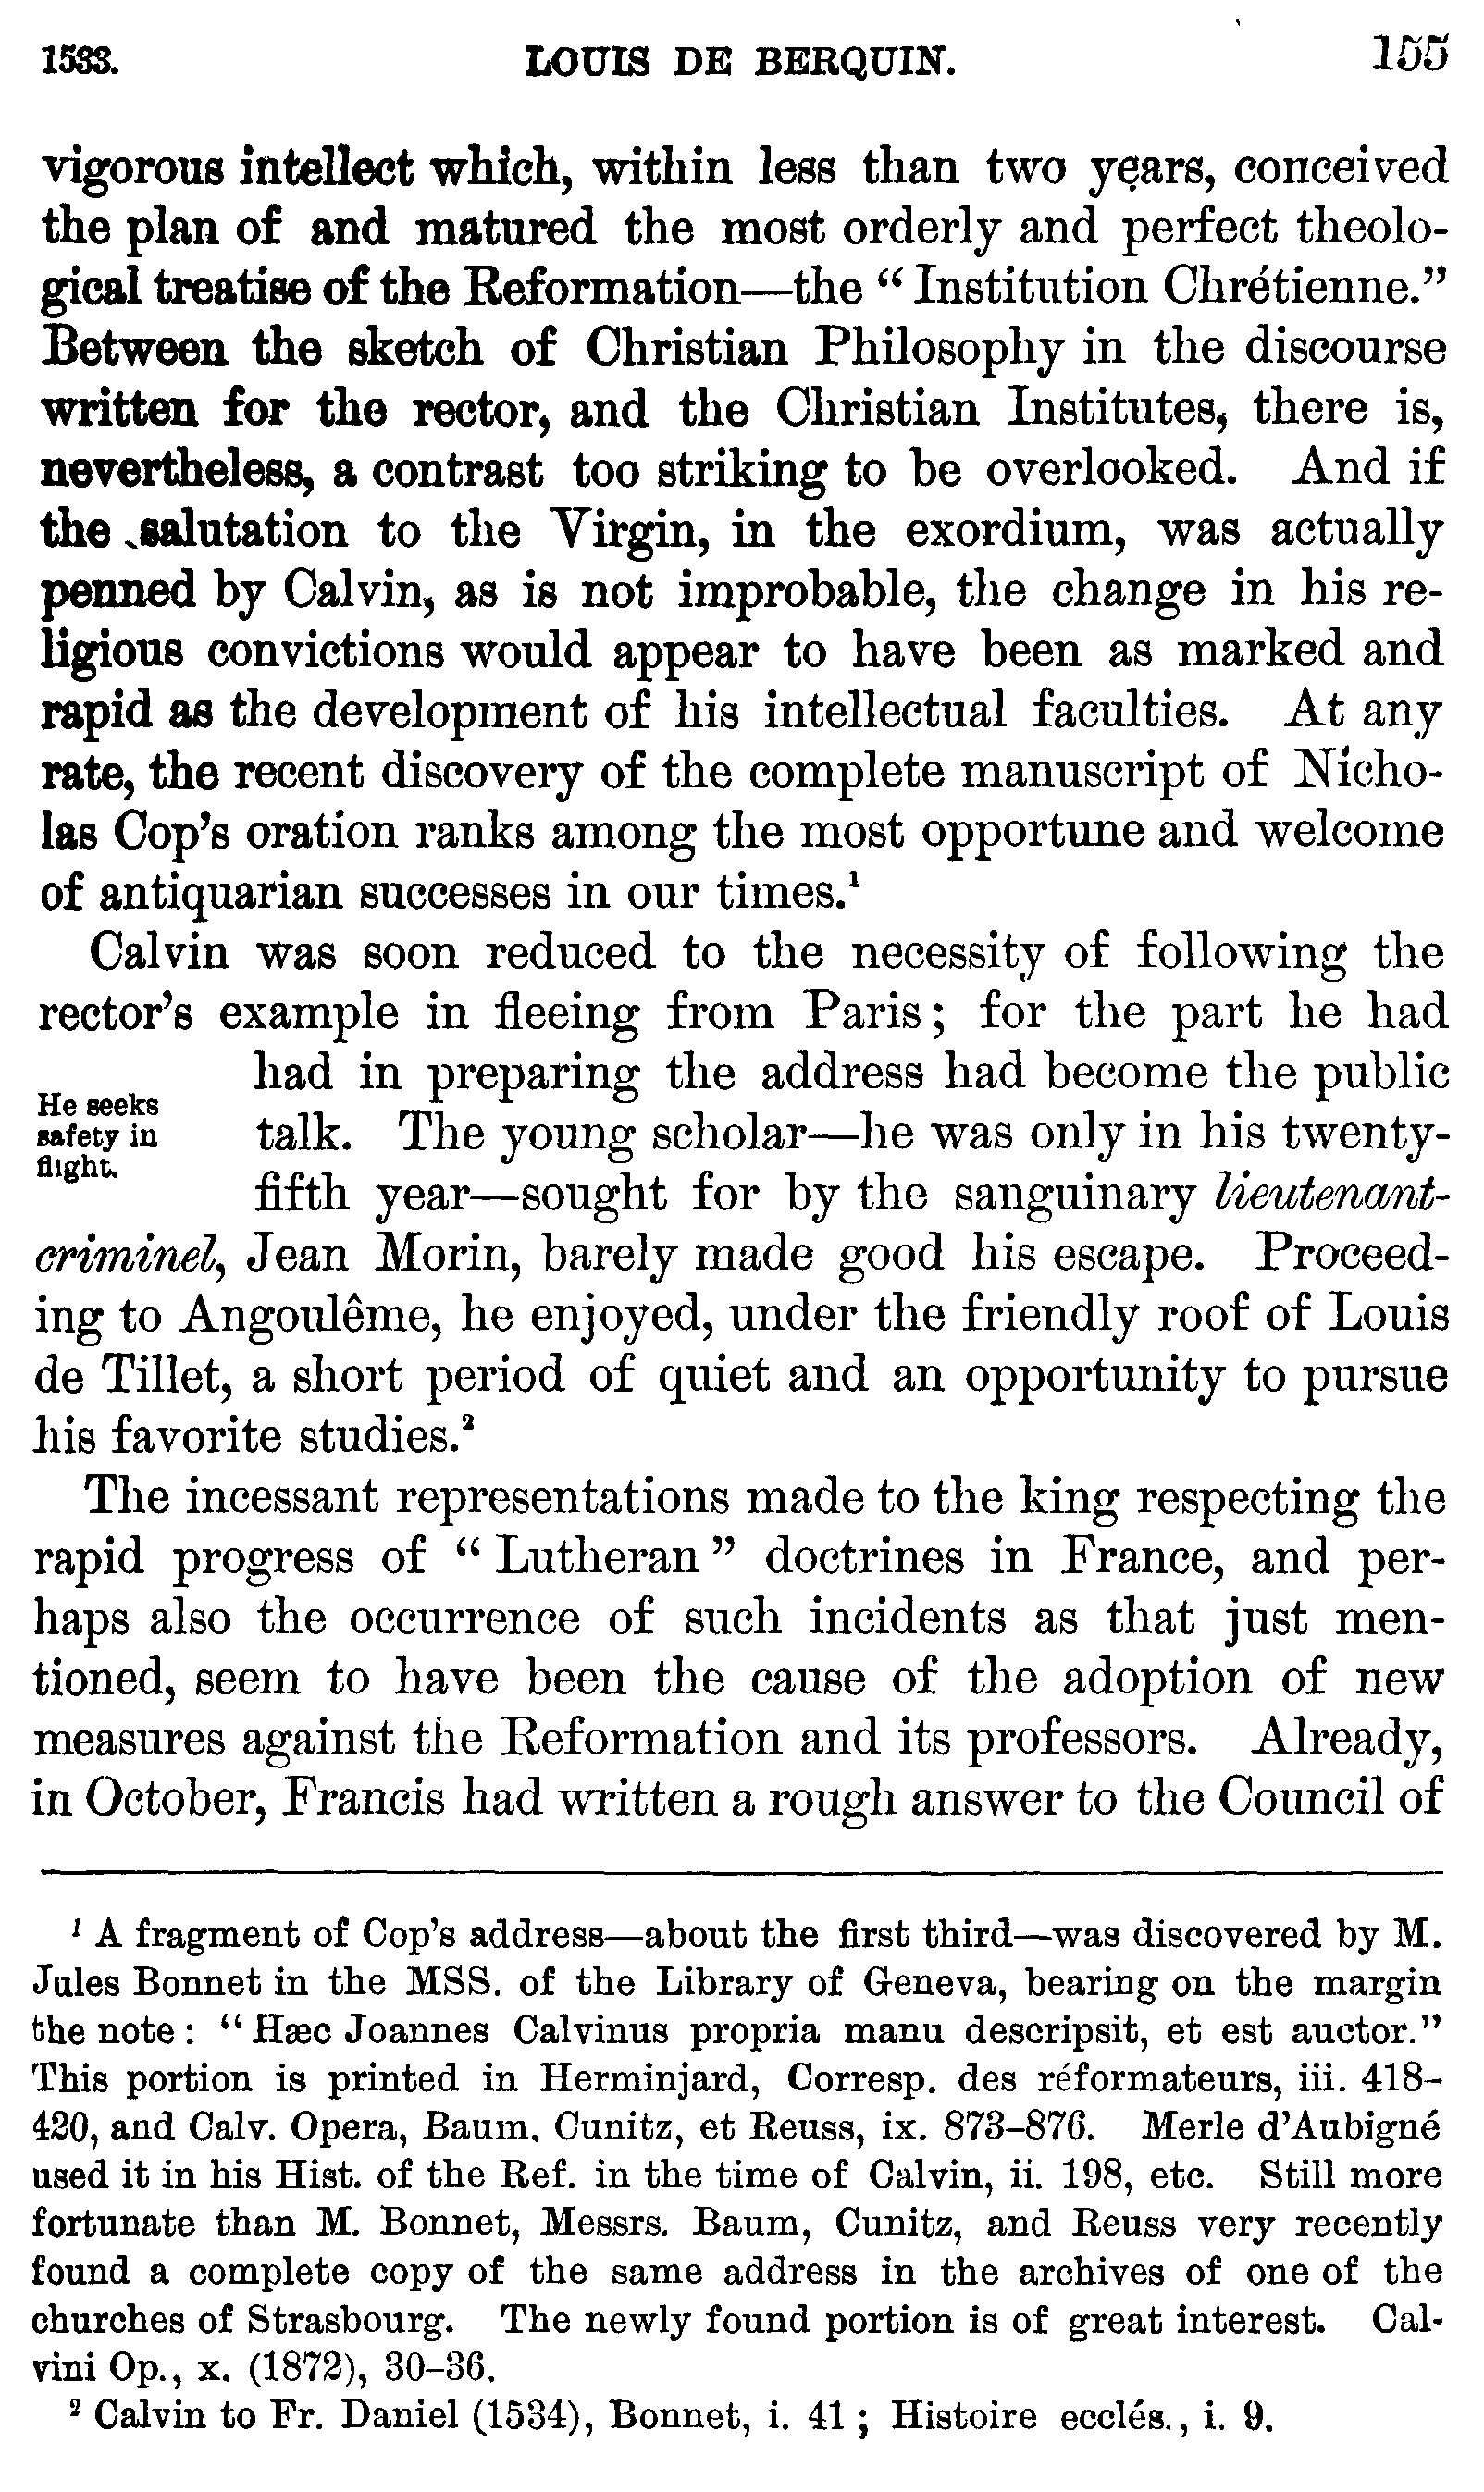 1533. LOUIS DE BERQUIN. 155
vigorous intellect which, within less than two years, conceived
the plan of and matured the most orderly and perfect theolo-
gical treatise of the Reformation—the “ Institution Chrétienne.”
Between the sketch of Christian Philosophy in the discourse
written for the rector, and the Christian Institutes, there is,
nevertheless, a contrast too striking to be overlooked. And if
the salutation to the Virgin, in the exordium, was actually
penned by Calvin, as is not improbable, the change in his re-
ligious convictions would appear to have been as marked and
rapid as the development of his intellectual faculties. At any
rate, the recent discovery of the complete manuscript of Nicho-
las Cop’s oration ranks among the most opportune and welcome
of antiquarian successes in our times.¹
Calvin was soon reduced to the necessity of following the
rector’s example in fleeing from Paris; for the part he had
had in preparing the address had become the public
He seeks
safety in
flight.
talk. The young scholar—he was only in his twenty-
fifth year—sought for by the sanguinary lieutenant-
criminel, Jean Morin, barely made good his escape. Proceed-
ing to Angoulême, he enjoyed, under the friendly roof of Louis
de Tillet, a short period of quiet and an opportunity to pursue
his favorite studies.²
The incessant representations made to the king respecting the
rapid progress of “ Lutheran ” doctrines in France, and per-
haps also the occurrence of such incidents as that just men-
tioned, seem to have been the cause of the adoption of new
measures against the Reformation and its professors. Already,
in October, Francis had written a rough answer to the Council of
¹ A fragment of Cop’s address—about the first third—was discovered by M.
Jules Bonnet in the MSS. of the Library of Geneva, bearing on the margin
the note : “ Hæc Joannes Calvinus propria manu descripsit, et est auctor.”
This portion is printed in Herminjard, Corresp. des réformateurs, iii. 418-
420, and Calv. Opera, Baum. Cunitz, et Reuss, ix. 873-876. Merle d’Aubigné
used it in his Hist. of the Ref. in the time of Calvin, ii. 198, etc. Still more
fortunate than M. Bonnet, Messrs. Baum, Cunitz, and Reuss very recently
found a complete copy of the same address in the archives of one of the
churches of Strasbourg. The newly found portion is of great interest. Cal-
vini Op., x. (1872), 30-36.
² Calvin to Fr. Daniel (1534), Bonnet, i. 41 ; Histoire ecclés., i. 9.